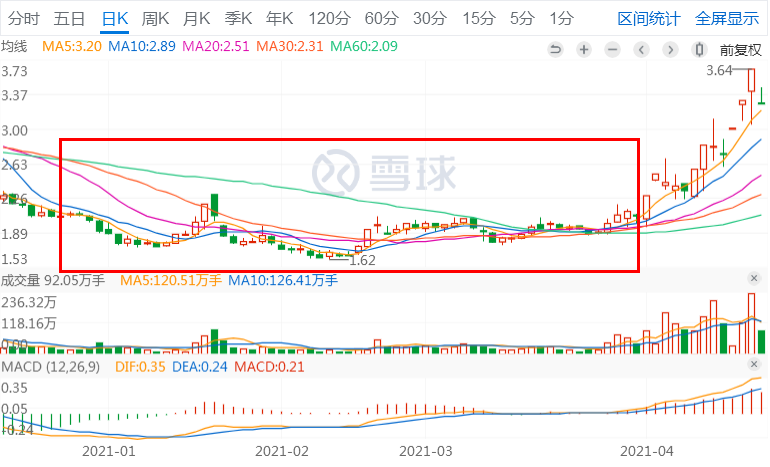 分时 五日 日K 周K 月K 季K 年K 120分 60分 30分 15分 5分 1分 区间统计 全屏显示
均线 MA5:3.20 MA10:2.89 MA20:2.51 MA30:2.31 MA60:2.09 前复权
3.73
3.64
3.37
3.00
2.63
雪球
2.26
1.89
1.53
1.62
成交量 92.05万手 MA5:120.51万手 MA10:126.41万手
236.32万
118.16万
0.00
MACD (12,26,9) DIF:0.35 DEA:0.24 MACD:0.21
0.35
0.05
-0.24
2021-01 2021-02 2021-03 2021-04